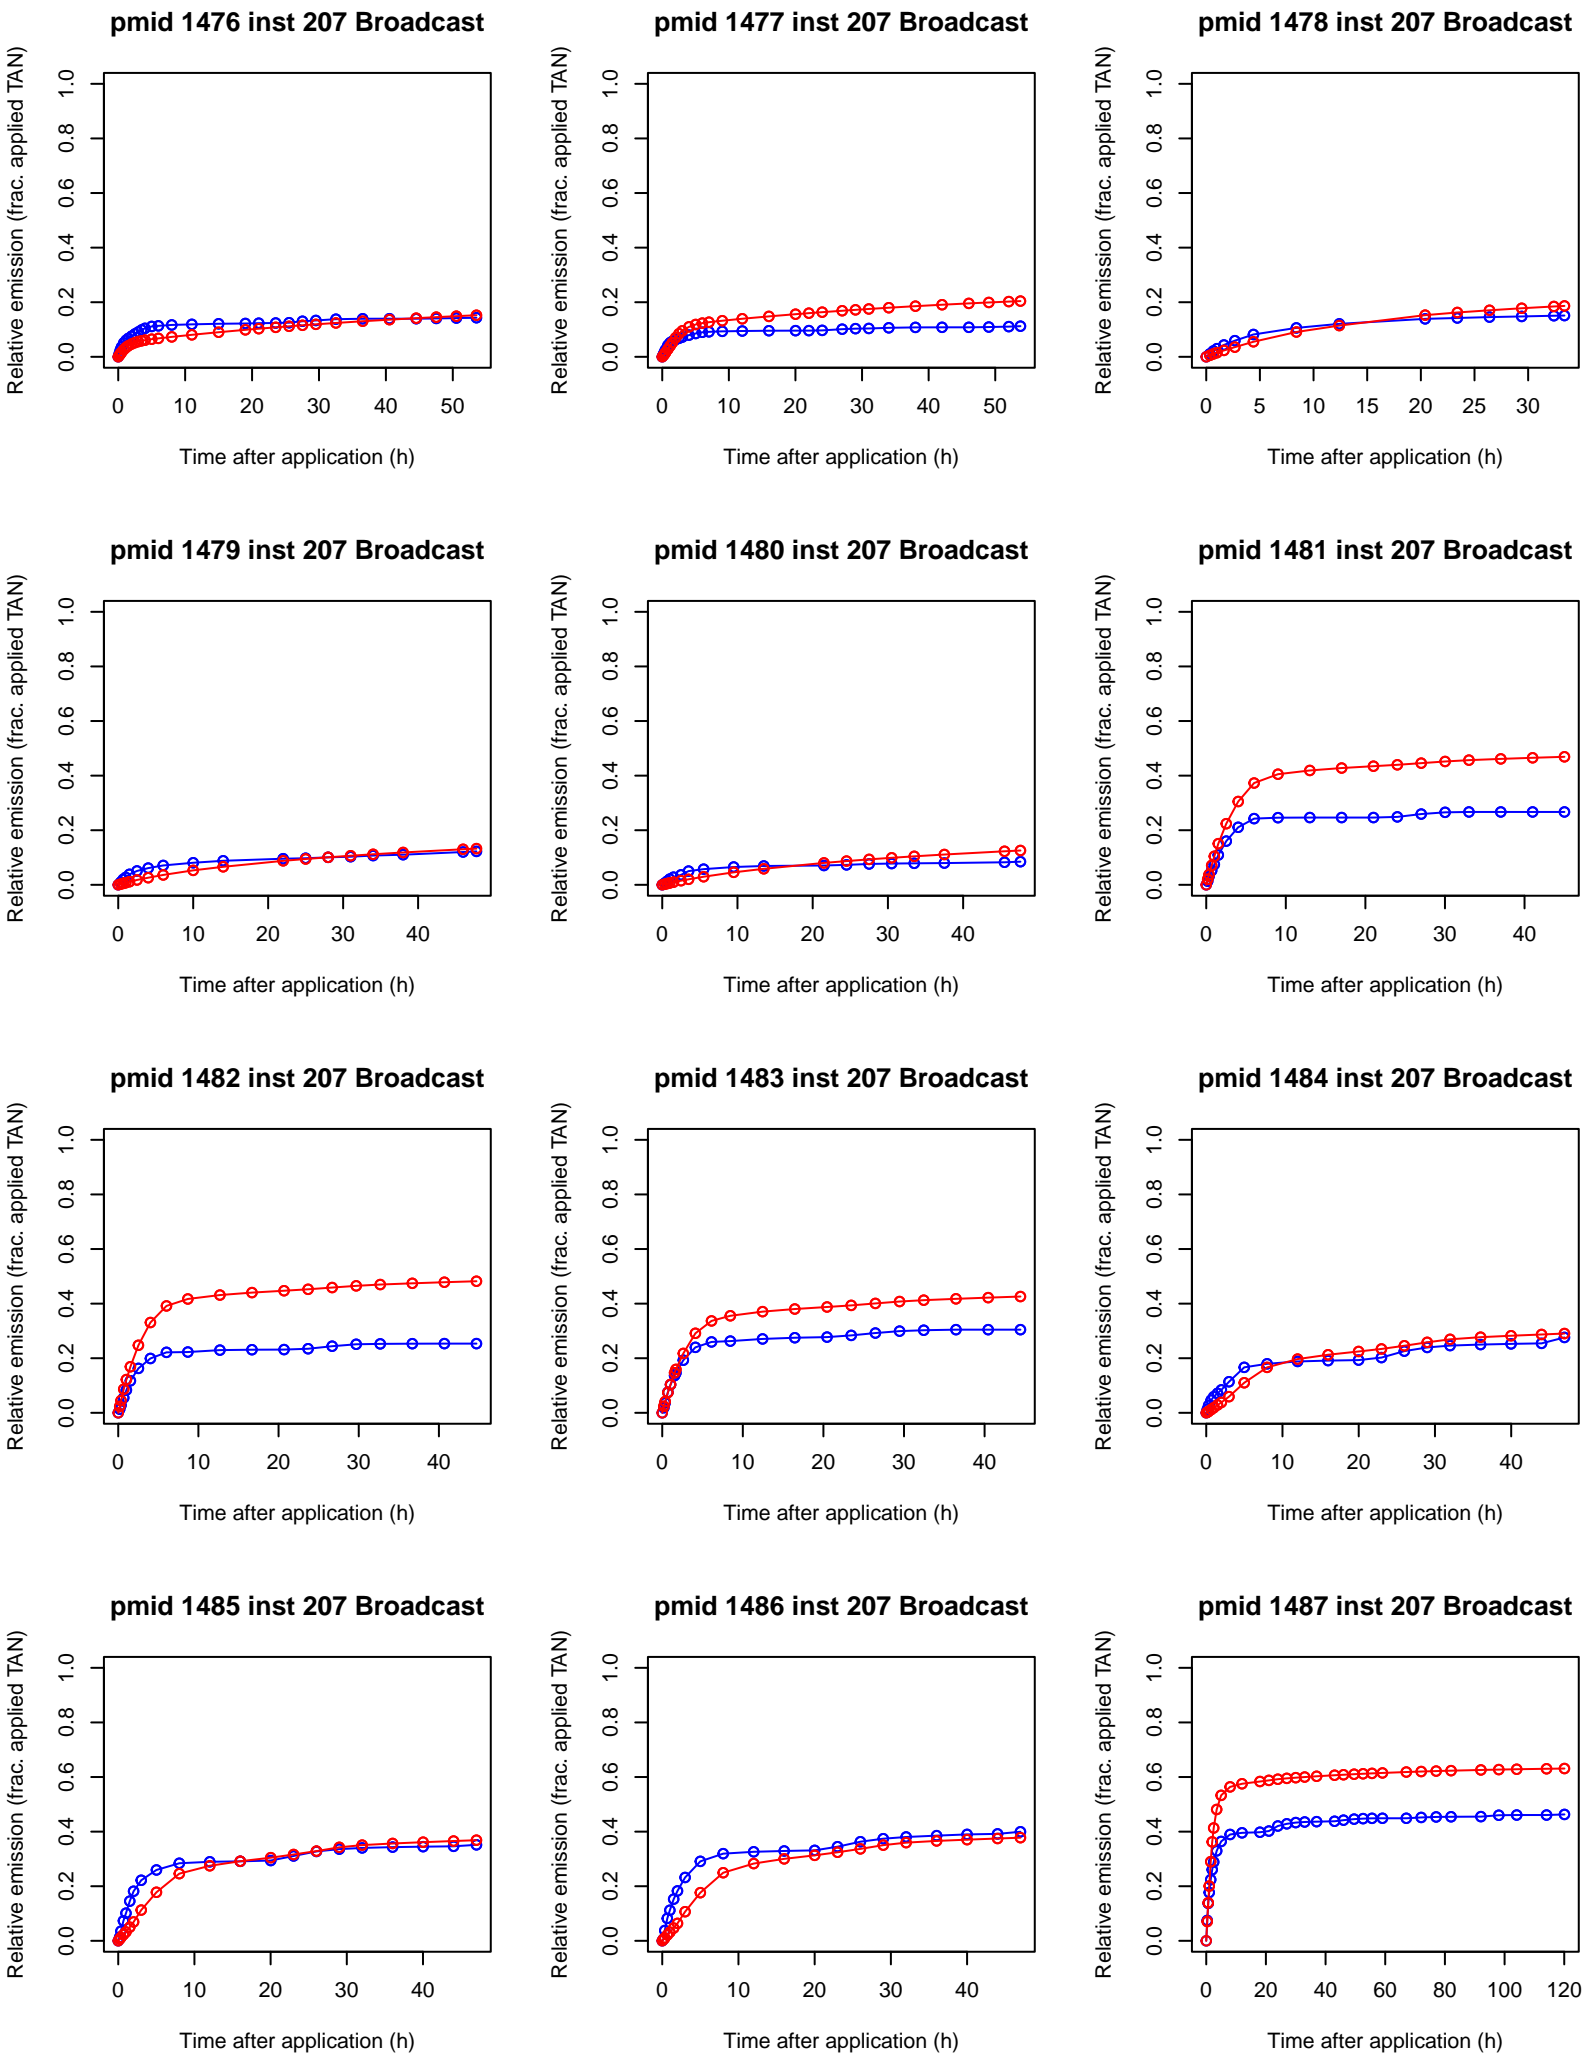 pmid 1476 inst 207 Broadcast
Relative emission (frac. applied TAN)
0.0 0.2 0.4 0.6 0.8 1.0
0 10 20 30 40 50
Time after application (h)
pmid 1477 inst 207 Broadcast
Relative emission (frac. applied TAN)
0.0 0.2 0.4 0.6 0.8 1.0
0 10 20 30 40 50
Time after application (h)
pmid 1478 inst 207 Broadcast
Relative emission (frac. applied TAN)
0.0 0.2 0.4 0.6 0.8 1.0
0 5 10 15 20 25 30
Time after application (h)
pmid 1479 inst 207 Broadcast
Relative emission (frac. applied TAN)
0.0 0.2 0.4 0.6 0.8 1.0
0 10 20 30 40
Time after application (h)
pmid 1480 inst 207 Broadcast
Relative emission (frac. applied TAN)
0.0 0.2 0.4 0.6 0.8 1.0
0 10 20 30 40
Time after application (h)
pmid 1481 inst 207 Broadcast
Relative emission (frac. applied TAN)
0.0 0.2 0.4 0.6 0.8 1.0
0 10 20 30 40
Time after application (h)
pmid 1482 inst 207 Broadcast
Relative emission (frac. applied TAN)
0.0 0.2 0.4 0.6 0.8 1.0
0 10 20 30 40
Time after application (h)
pmid 1483 inst 207 Broadcast
Relative emission (frac. applied TAN)
0.0 0.2 0.4 0.6 0.8 1.0
0 10 20 30 40
Time after application (h)
pmid 1484 inst 207 Broadcast
Relative emission (frac. applied TAN)
0.0 0.2 0.4 0.6 0.8 1.0
0 10 20 30 40
Time after application (h)
pmid 1485 inst 207 Broadcast
Relative emission (frac. applied TAN)
0.0 0.2 0.4 0.6 0.8 1.0
0 10 20 30 40
Time after application (h)
pmid 1486 inst 207 Broadcast
Relative emission (frac. applied TAN)
0.0 0.2 0.4 0.6 0.8 1.0
0 10 20 30 40
Time after application (h)
pmid 1487 inst 207 Broadcast
Relative emission (frac. applied TAN)
0.0 0.2 0.4 0.6 0.8 1.0
0 20 40 60 80 100 120
Time after application (h)